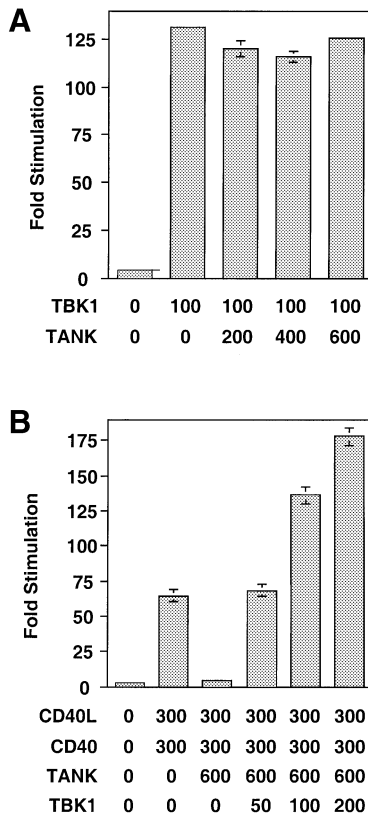 A
Fold Stimulation
125
100
75
50
25
0
TBK1 0 100 100 100 100
TANK 0 0 200 400 600
B
Fold Stimulation
175
150
125
100
75
50
25
0
CD40L 0 300 300 300 300 300
CD40 0 300 300 300 300 300
TANK 0 0 600 600 600 600
TBK1 0 0 0 50 100 200